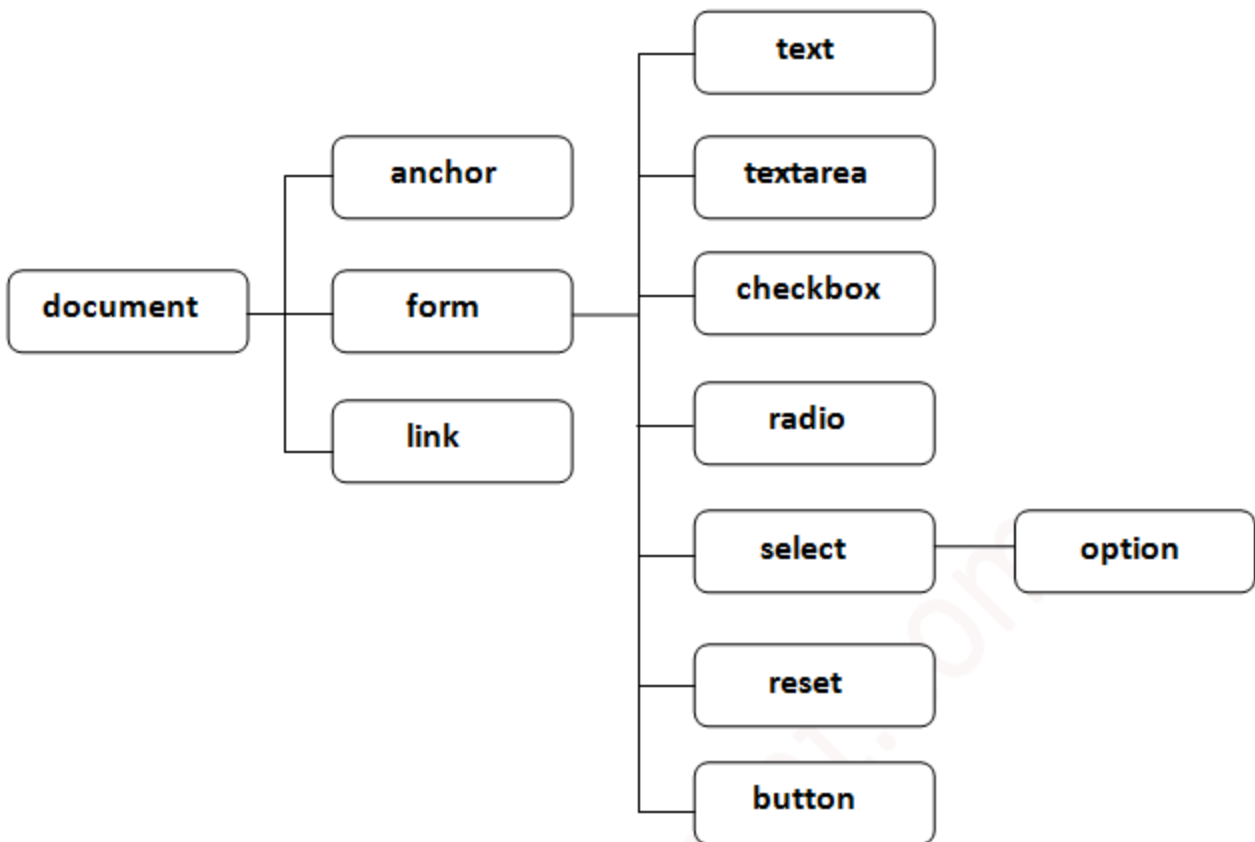 text
anchor
textarea
document
form
checkbox
link
radio
select
option
reset
button